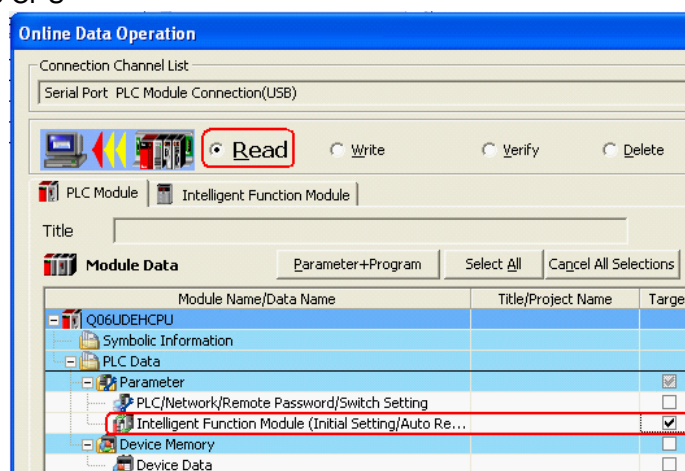 Online Data Operation
Connection Channel List
Serial Port PLC Module Connection(USB)
Read Write Verify Delete
PLC Module Intelligent Function Module
Title
Module Data Parameter+Program Select All Cancel All Selections
Module Name/Data Name Title/Project Name Targe
Q06UDEHCPU
Symbolic Information
PLC Data
Parameter
PLC/Network/Remote Password/Switch Setting
Intelligent Function Module (Initial Setting/Auto Re...
Device Memory
Device Data